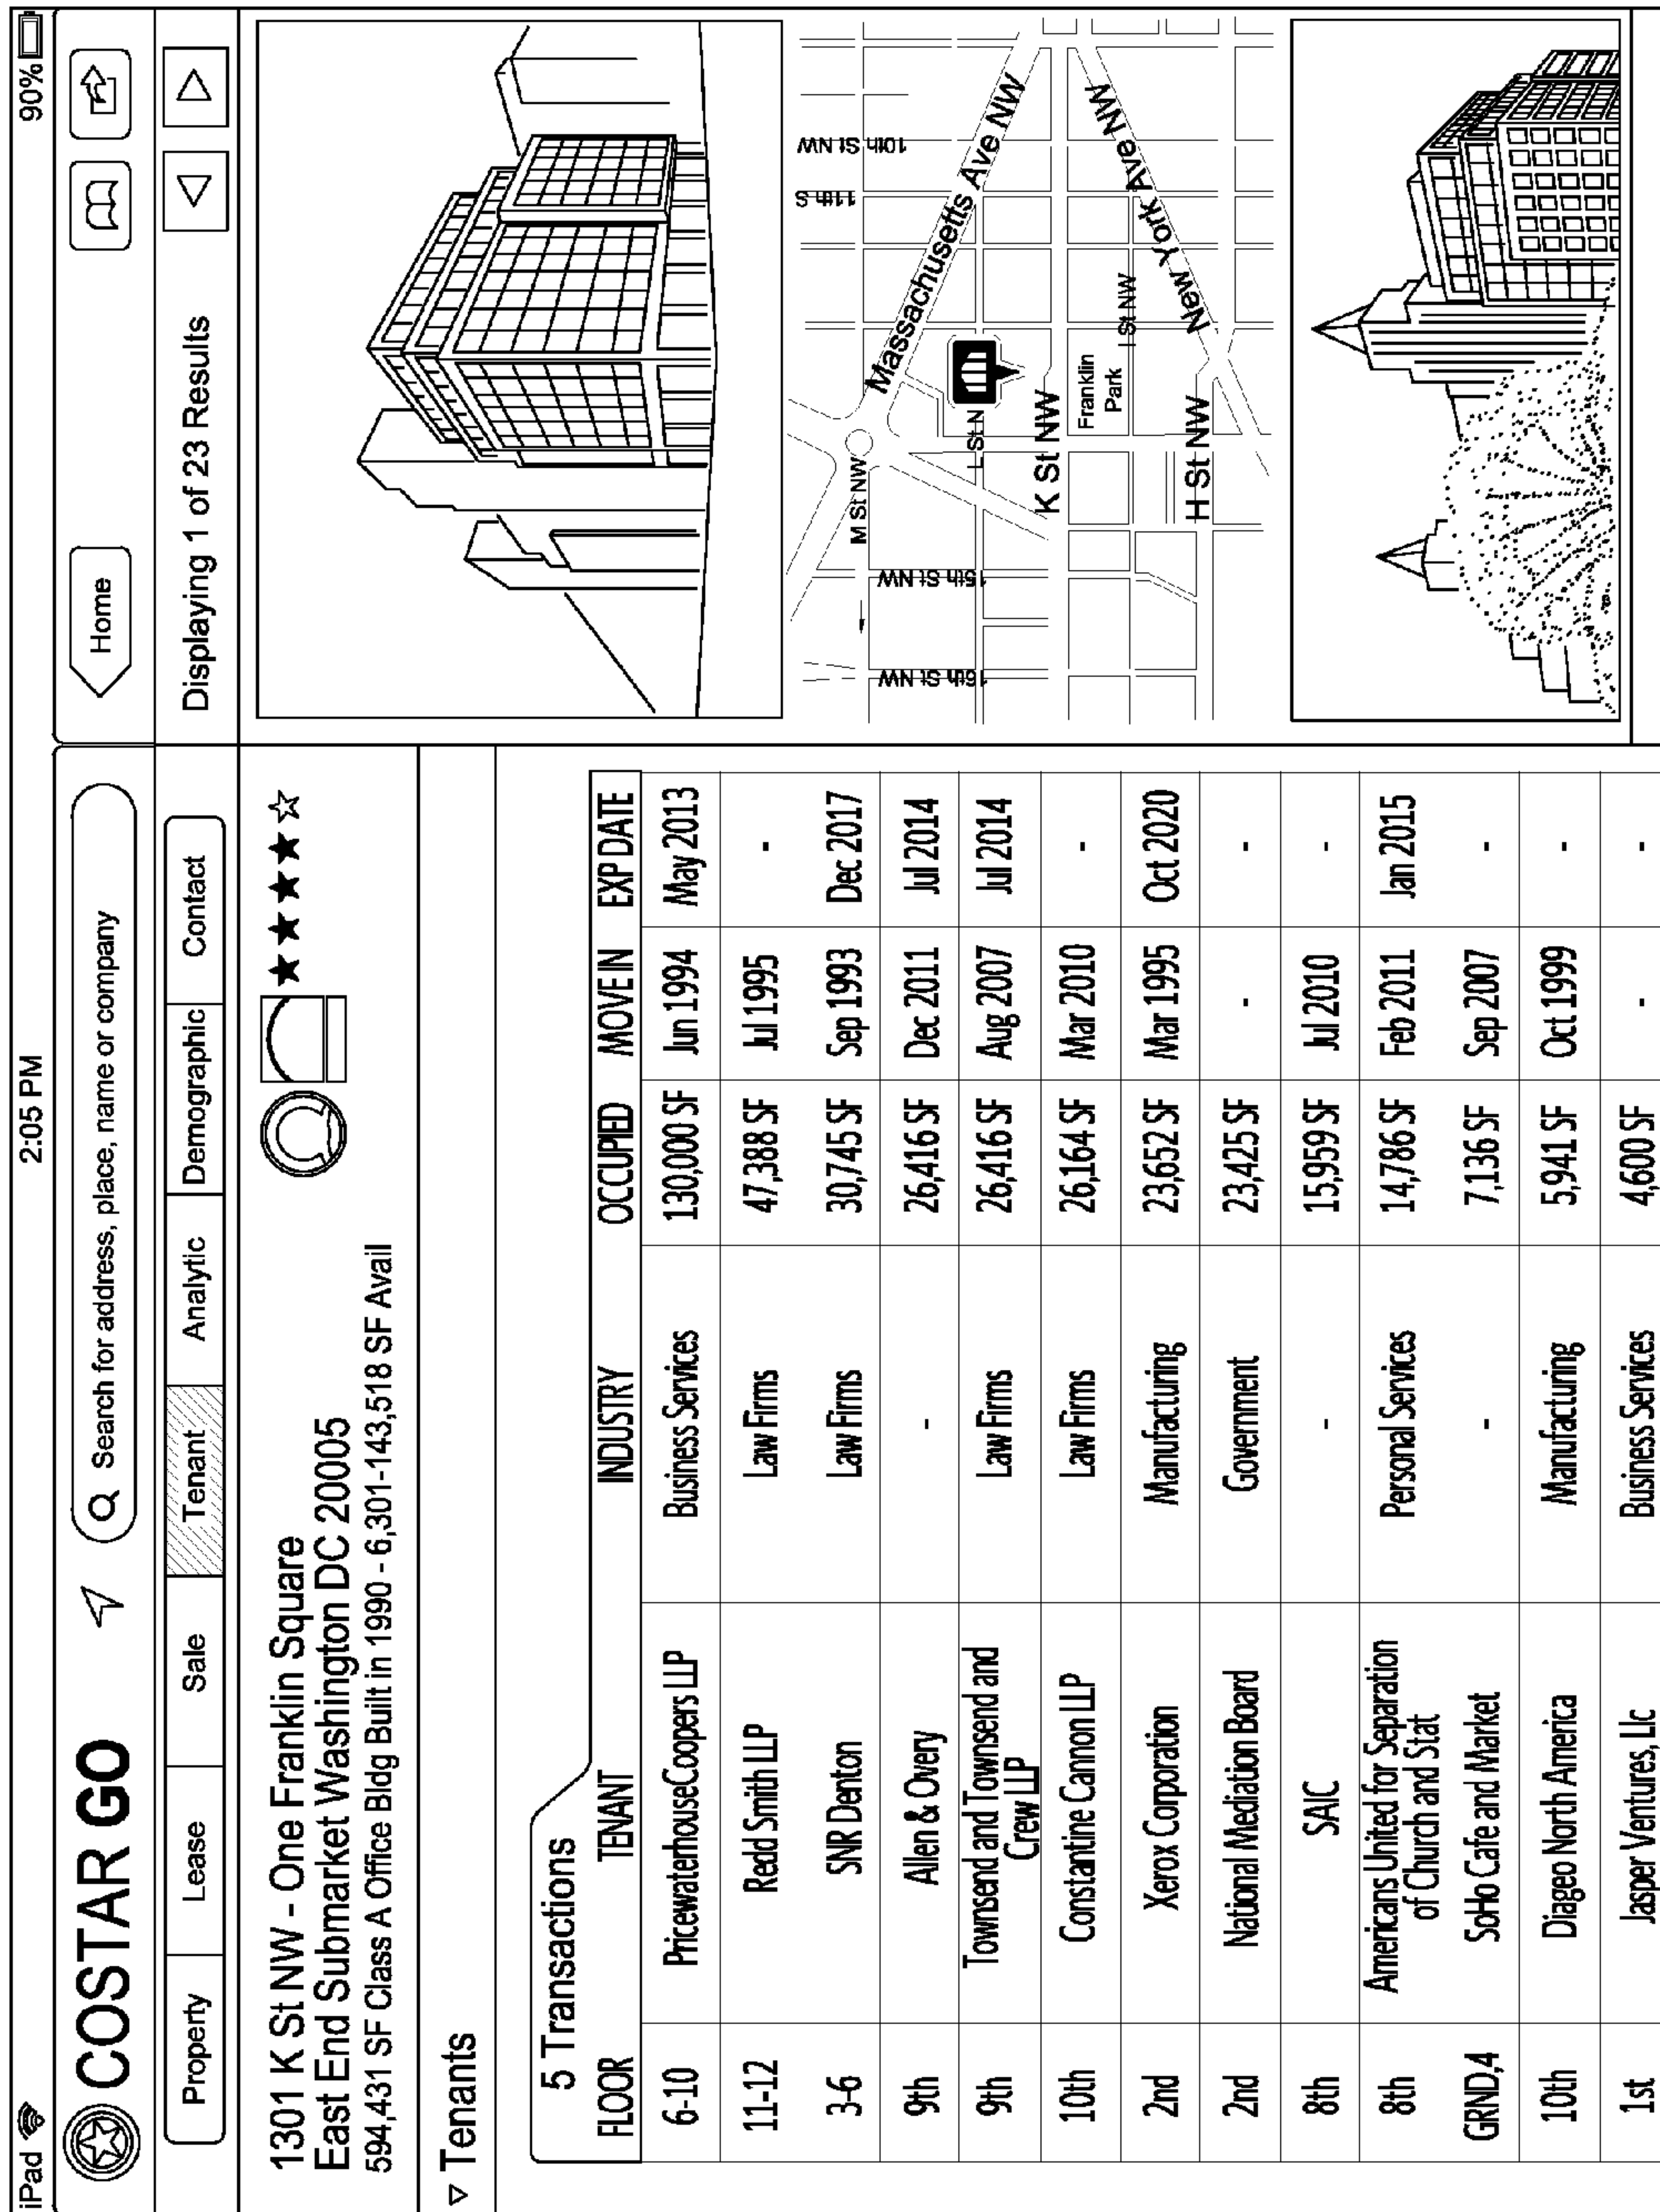 iPad 2:05 PM 90%
COSTAR GO Search for address, place, name or company Home
Property Lease Sale Tenant Analytic Demographic Contact Displaying 1 of 23 Results
1301 K St NW - One Franklin Square
East End Submarket Washington DC 20005
594,431 SF Class A Office Bldg Built in 1990 - 6,301-143,518 SF Avail
Tenants
5 Transactions
FLOOR TENANT INDUSTRY OCCUPIED MOVE IN EXP DATE
6-10 PricewaterhouseCoopers LLP Business Services 130,000 SF Jun 1994 May 2013
11-12 Redd Smith LLP Law Firms 47,388 SF Jul 1995 -
3-6 SNR Denton Law Firms 30,745 SF Sep 1993 Dec 2017
9th Allen & Overy - 26,416 SF Dec 2011 Jul 2014
9th Townsend and Townsend and Law Firms 26,416 SF Aug 2007 Jul 2014
Crew LLP
10th Constantine Cannon LLP Law Firms 26,164 SF Mar 2010 -
2nd Xerox Corporation Manufacturing 23,652 SF Mar 1995 Oct 2020
2nd National Mediation Board Government 23,425 SF - -
8th SAIC - 15,959 SF Jul 2010 -
8th Americans United for Separation Personal Services 14,786 SF Feb 2011 Jan 2015
of Church and Stat
GRND,4 SoHo Cafe and Market - 7,136 SF Sep 2007 -
10th Diageo North America Manufacturing 5,941 SF Oct 1999 -
1st Jasper Ventures, Llc Business Services 4,600 SF - -
10th St NW
11th S
Massachusetts Ave NW
M St NW
15th St NW
16th St NW
L St N
K St NW
Franklin
Park
I St NW
New York Ave NW
H St NW